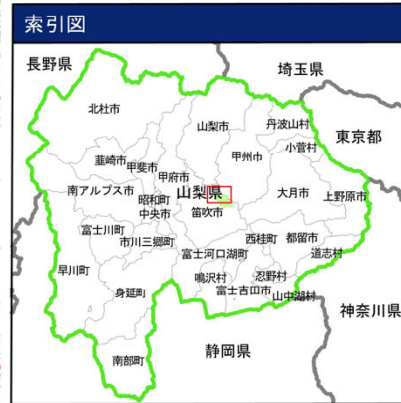 索引図
長野県
埼玉県
北杜市
山梨市
丹波山村
東京都
小菅村
甲州市
韮崎市
甲斐市
甲府市
南アルプス市
山梨県
大月市
上野原市
昭和町
中央市
笛吹市
富士川町
市川三郷町
西桂町
都留市
道志村
富士河口湖町
早川町
鳴沢村
忍野村
身延町
富士吉田市
山中湖村
神奈川県
静岡県
南部町